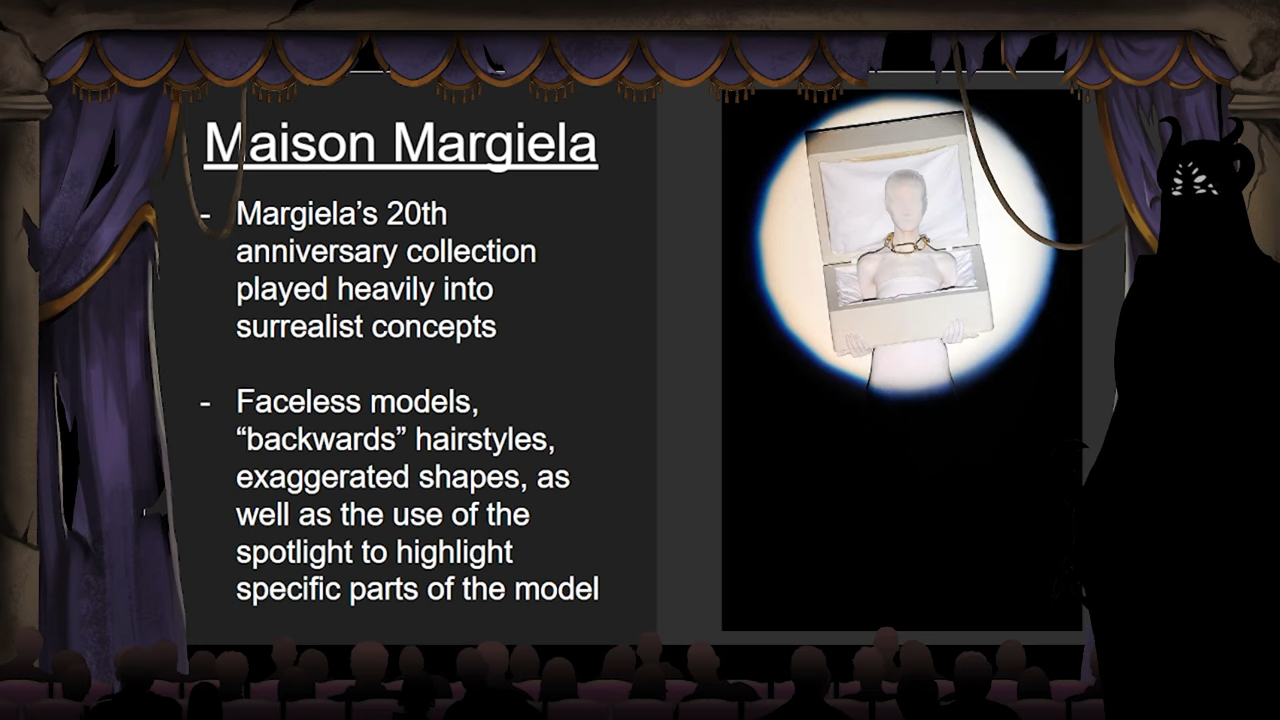 Maison Margiela
- Margiela’s 20th
anniversary collection
played heavily into
surrealist concepts
- Faceless models,
“backwards” hairstyles,
exaggerated shapes, as
well as the use of the
spotlight to highlight
specific parts of the model